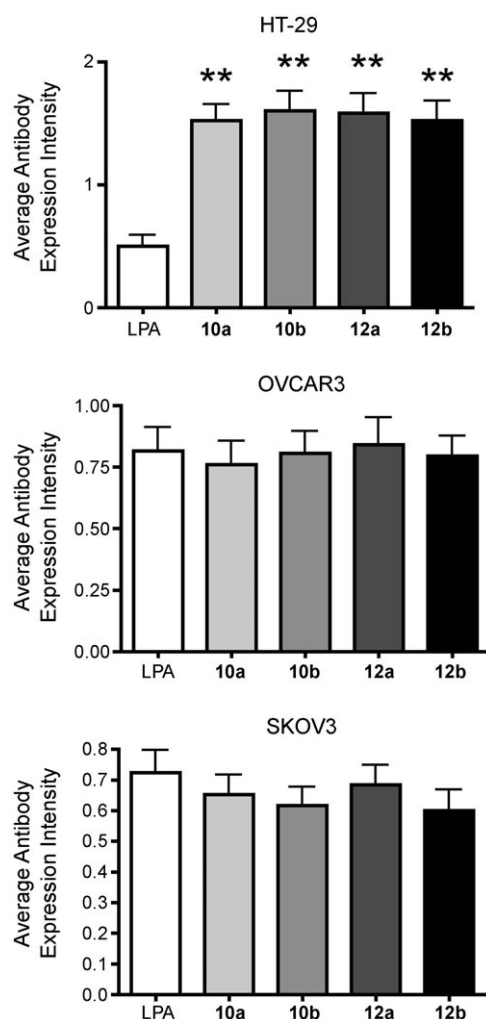 HT-29
Average Antibody
Expression Intensity
2
1
0
** ** ** **
LPA 10a 10b 12a 12b
OVCAR3
Average Antibody
Expression Intensity
1.00
0.75
0.50
0.25
0.00
LPA 10a 10b 12a 12b
SKOV3
Average Antibody
Expression Intensity
0.8
0.7
0.6
0.5
0.4
0.3
0.2
0.1
0.0
LPA 10a 10b 12a 12b